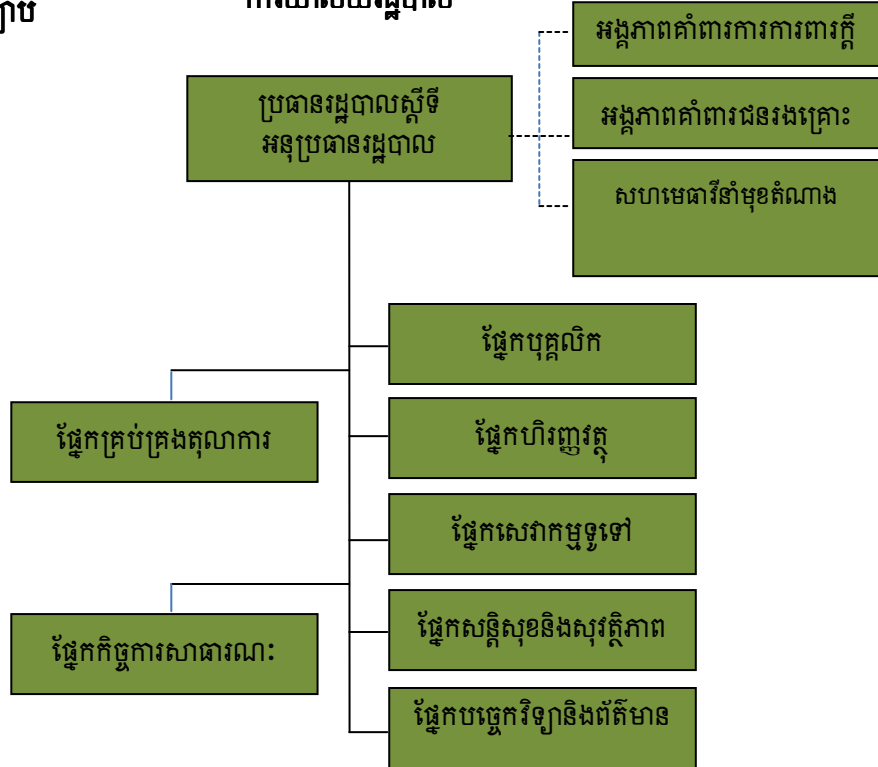 អង្គភាពគាំពារការការពារក្តី
ប្រធានរដ្ឋបាលស្តីទី
អនុប្រធានរដ្ឋបាល
អង្គភាពគាំពារជនរងគ្រោះ
សហមេធាវីនាំមុខតំណាង
ផ្នែកបុគ្គលិក
ផ្នែកគ្រប់គ្រងតុលាការ
ផ្នែកហិរញ្ញវត្ថុ
ផ្នែកសេវាកម្មទូទៅ
ផ្នែកសន្តិសុខនិងសុវត្ថិភាព
ផ្នែកកិច្ចការសាធារណៈ
ផ្នែកបច្ចេកវិទ្យានិងព័ត៌មាន